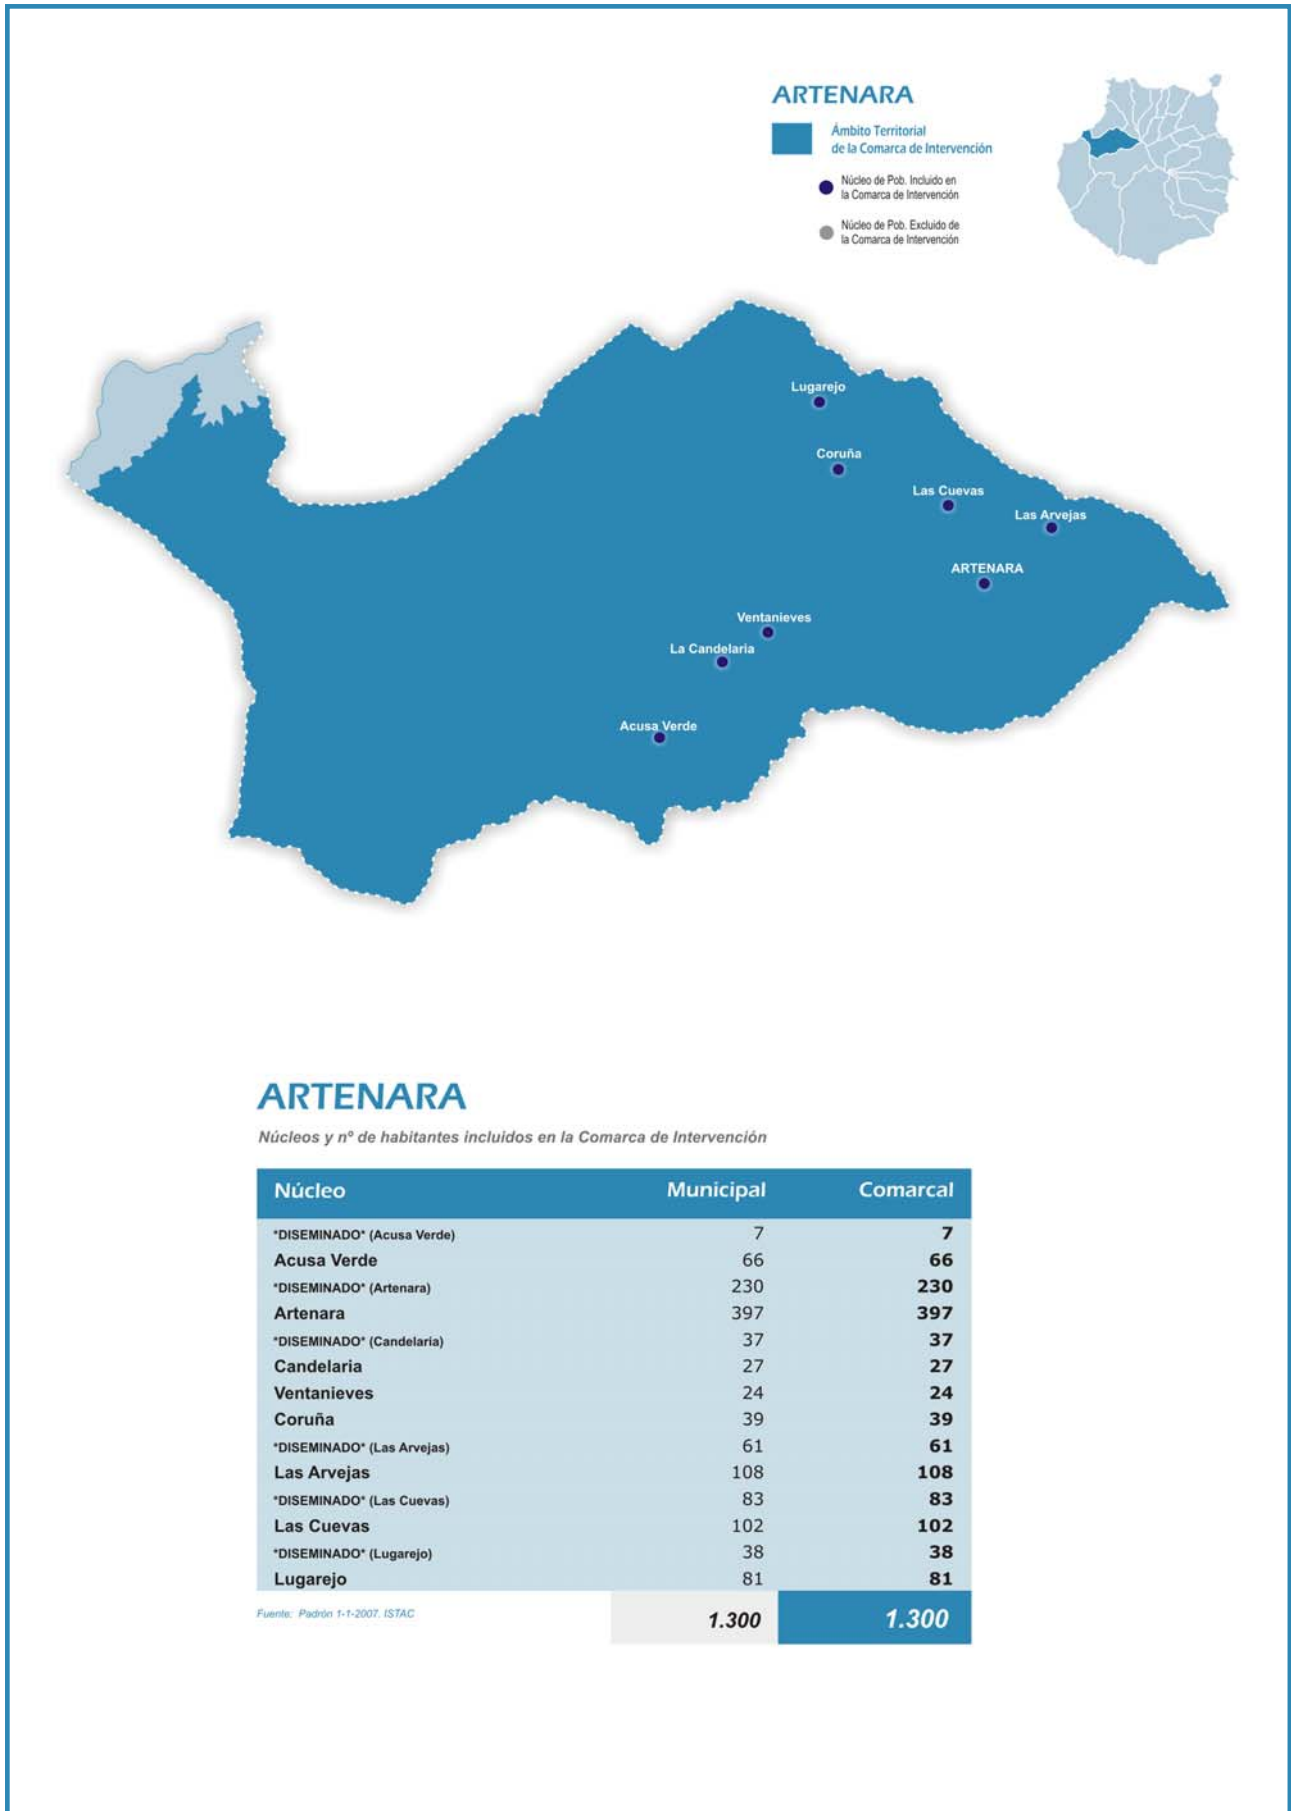 ARTENARA
Ámbito Territorial
de la Comarca de Intervención
Núcleo de Pob. Incluido en
la Comarca de Intervención
Núcleo de Pob. Excluido de
la Comarca de Intervención
Lugarejo
Coruña
Las Cuevas
Las Arvejas
ARTENARA
Ventanieves
La Candelaria
Acusa Verde
ARTENARA
Núcleos y nº de habitantes incluidos en la Comarca de Intervención
Núcleo Municipal Comarcal
*DISEMINADO* (Acusa Verde) 7 7
Acusa Verde 66 66
*DISEMINADO* (Artenara) 230 230
Artenara 397 397
*DISEMINADO* (Candelaria) 37 37
Candelaria 27 27
Ventanieves 24 24
Coruña 39 39
*DISEMINADO* (Las Arvejas) 61 61
Las Arvejas 108 108
*DISEMINADO* (Las Cuevas) 83 83
Las Cuevas 102 102
*DISEMINADO* (Lugarejo) 38 38
Lugarejo 81 81
Fuente: Padrón 1-1-2007. ISTAC 1.300 1.300